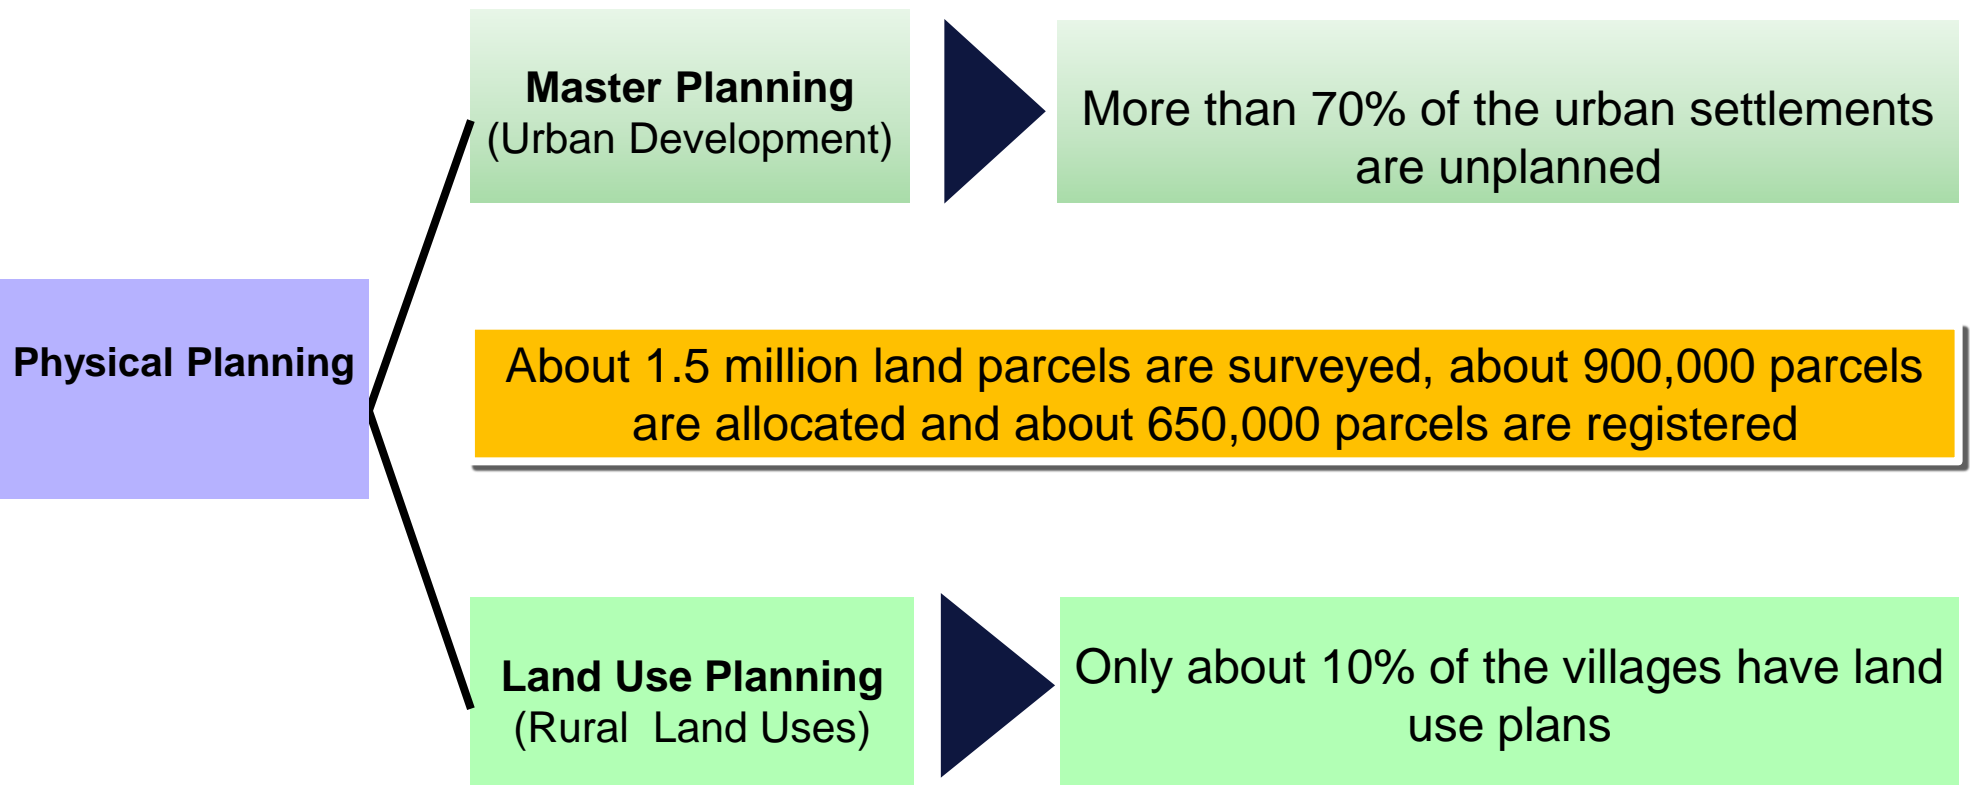 Master Planning
(Urban Development)
More than 70% of the urban settlements
are unplanned
Physical Planning
About 1.5 million land parcels are surveyed, about 900,000 parcels
are allocated and about 650,000 parcels are registered
Land Use Planning
(Rural  Land Uses)
Only about 10% of the villages have land
use plans